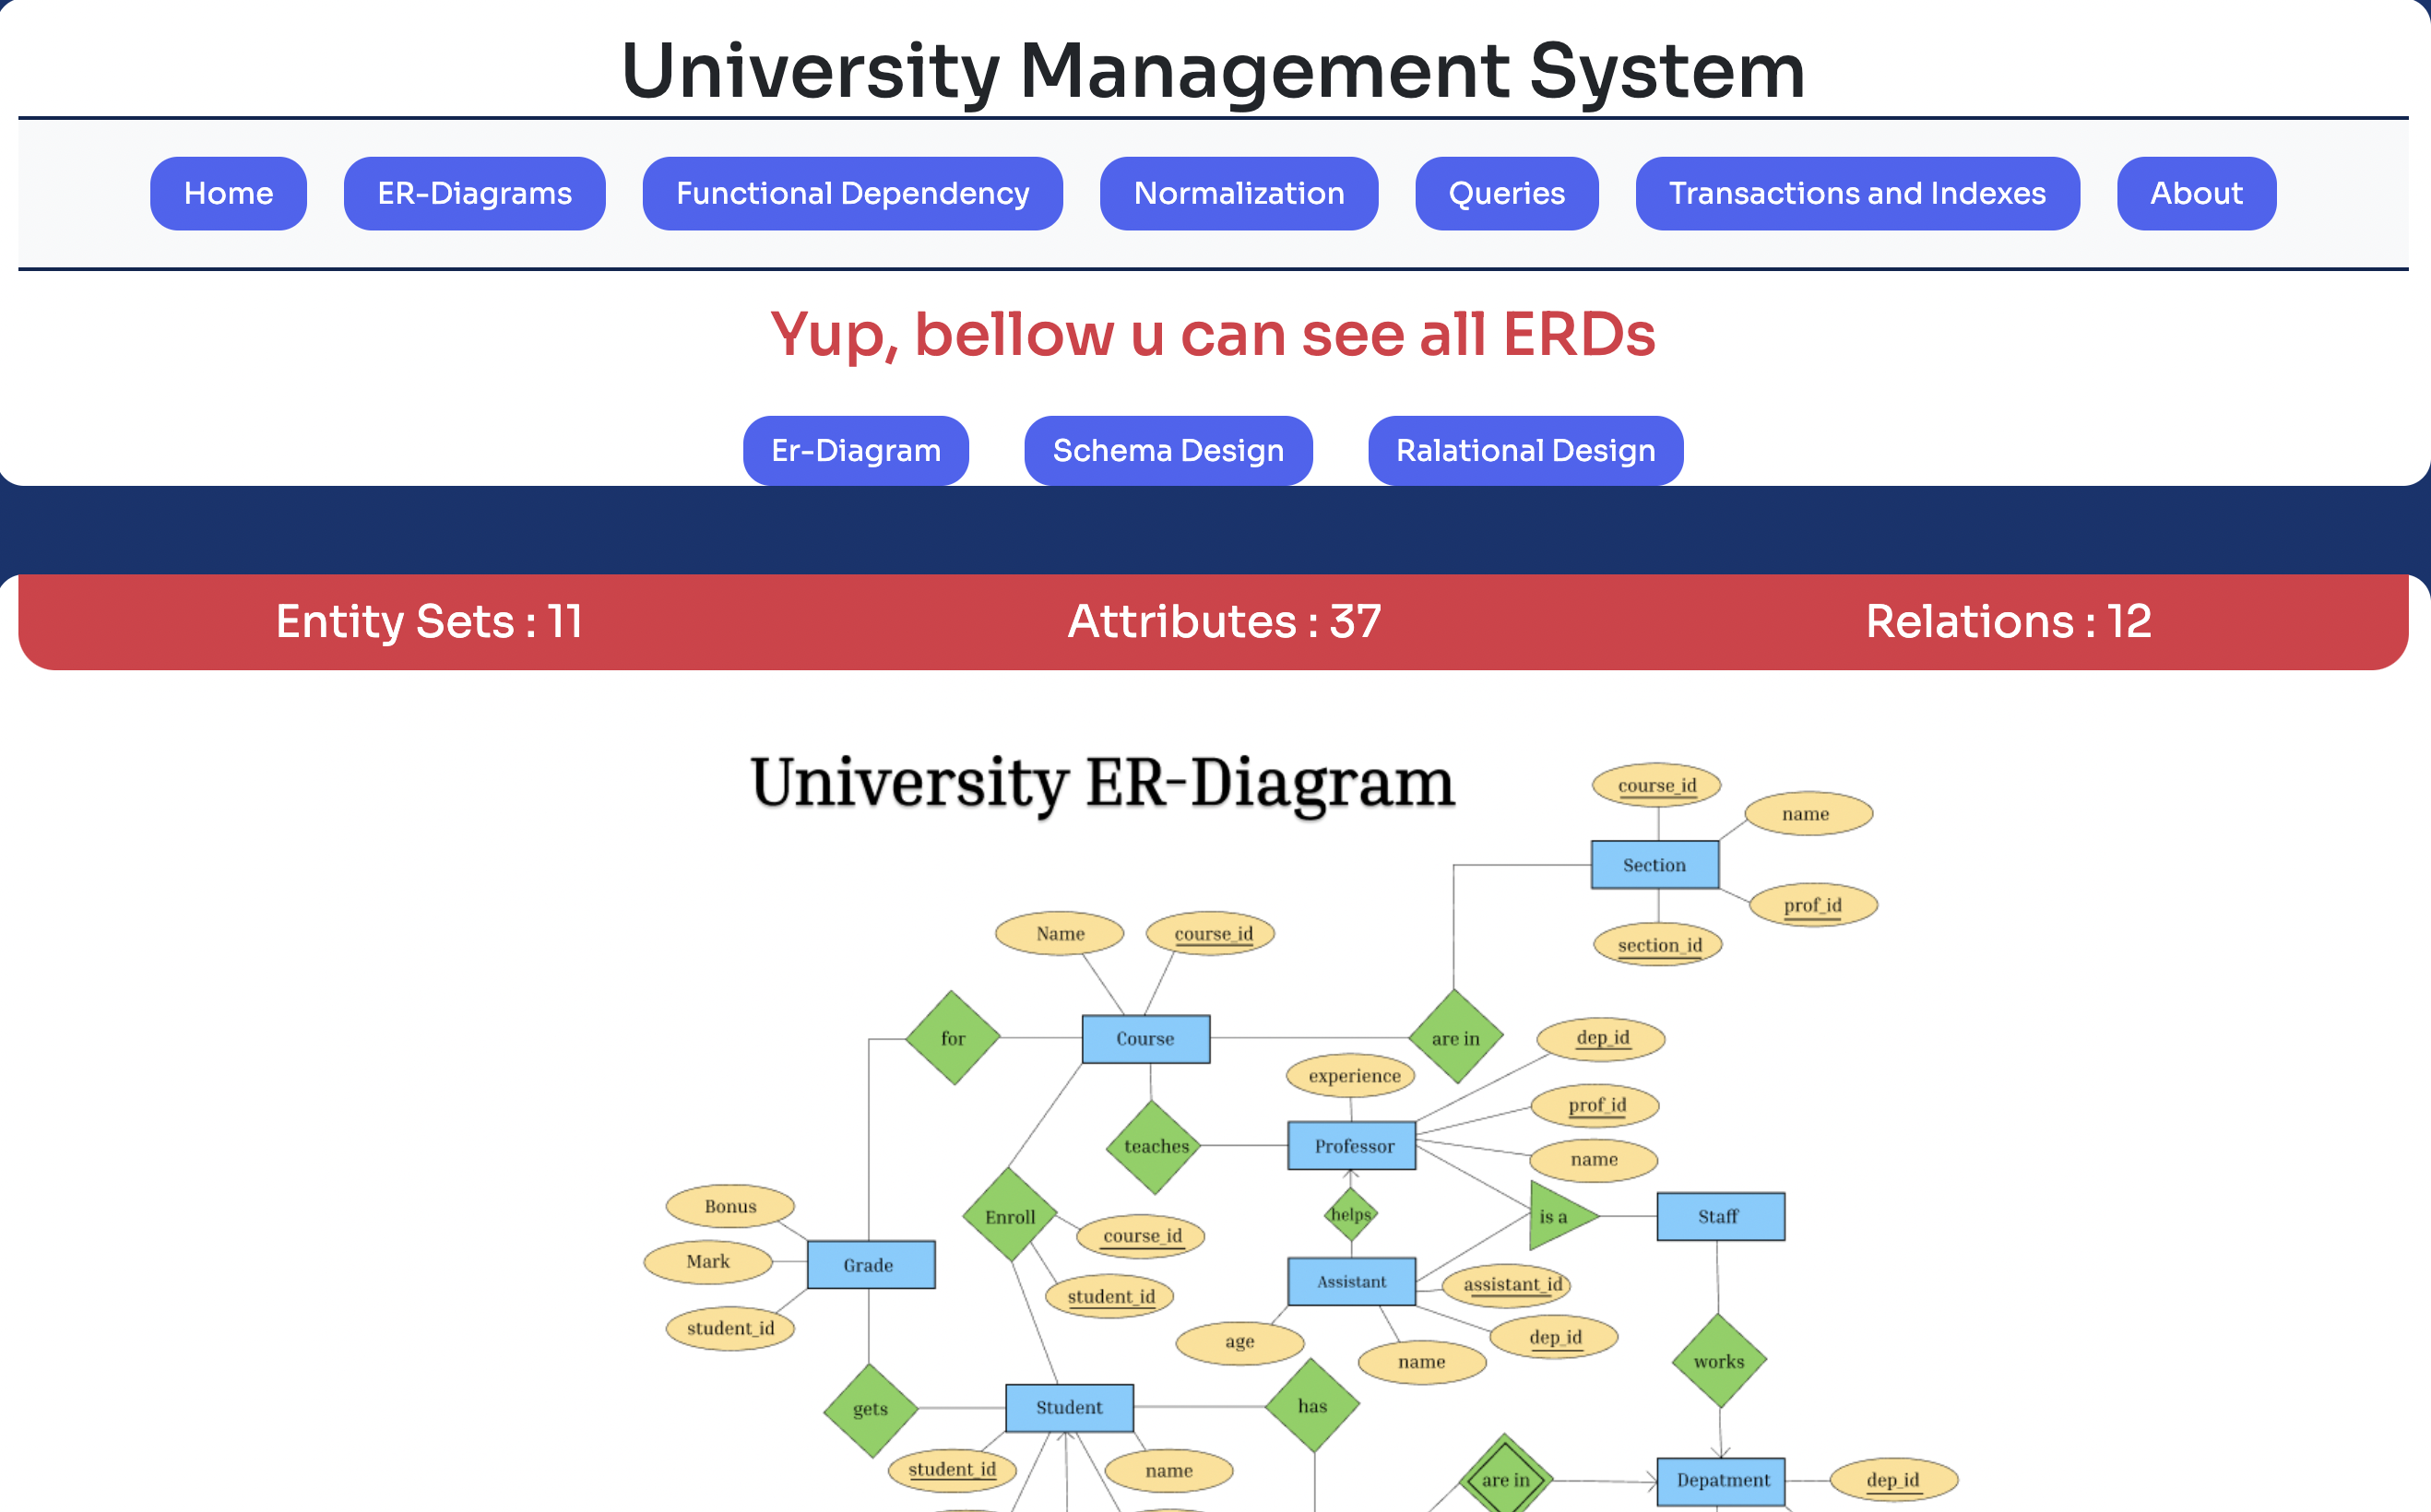 University Management System
Home ER-Diagrams Functional Dependency Normalization Queries Transactions and Indexes About
Yup, bellow u can see all ERDs
Er-Diagram Schema Design Ralational Design
Entity Sets : 11 Attributes : 37 Relations : 12
University ER-Diagram
course_id
name
Section
prof_id
section_id
Name course_id
for Course are in
dep_id
experience
prof_id
teaches Professor
name
Bonus
Enroll
helps
is a
Staff
course_id
Mark
Grade
Assistant
assistant_id
student_id
student_id
age
name
dep_id
works
gets
Student
has
student_id
name
are in
Depatment
dep_id